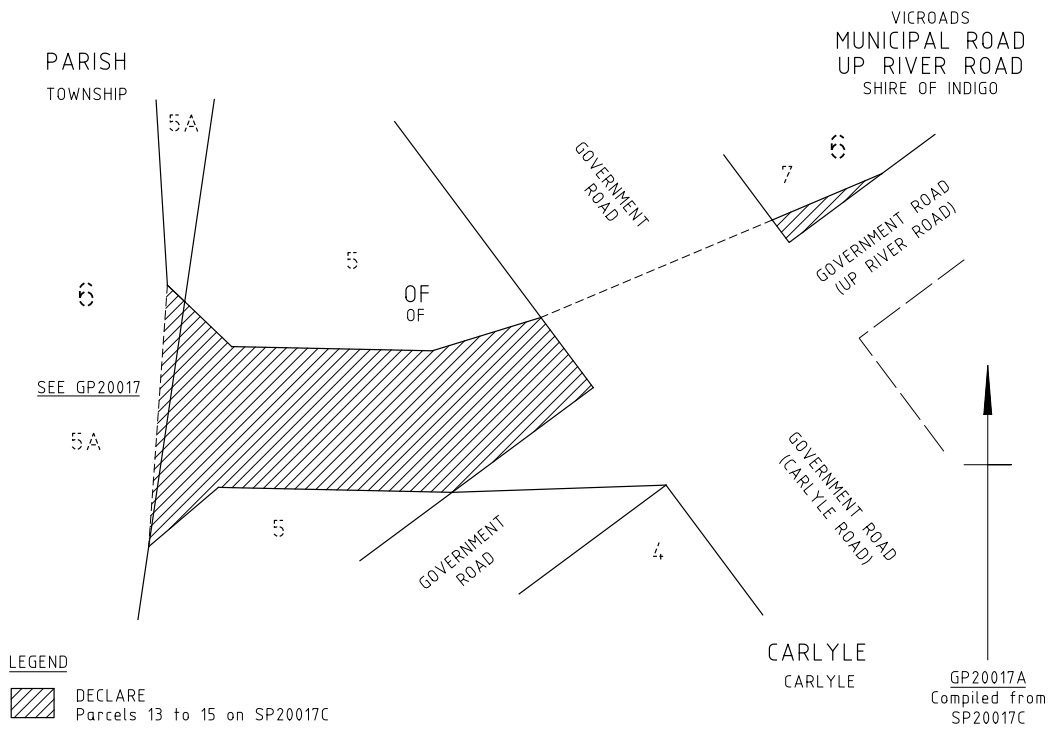 VICROADS
MUNICIPAL ROAD
UP RIVER ROAD
SHIRE OF INDIGO
PARISH
TOWNSHIP
5A
6
7
GOVERNMENT
ROAD
GOVERNMENT ROAD
(UP RIVER ROAD)
5
OF
OF
6
SEE GP20017
5A
GOVERNMENT ROAD
(CARLYLE ROAD)
5
GOVERNMENT
ROAD
4
CARLYLE
CARLYLE
LEGEND
DECLARE
Parcels 13 to 15 on SP20017C
GP20017A
Compiled from
SP20017C